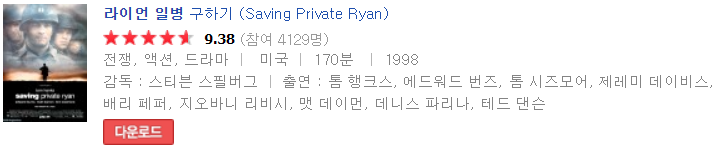 라이언 일병 구하기 (Saving Private Ryan)
9.38 (참여 4129명)
전쟁, 액션, 드라마 | 미국 | 170분 | 1998
감독 : 스티븐 스필버그 | 출연 : 톰 행크스, 에드워드 번즈, 톰 시즈모어, 제레미 데이비스,
배리 페퍼, 지오바니 리비시, 맷 데이먼, 데니스 파리나, 테드 댄슨
다운로드
saving private ryan